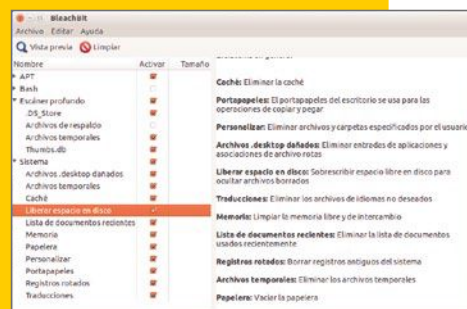 BleachBit
Archivo Editar Ayuda
Vista previa Limpiar
Nombre Activar Tamaño
APT
Bash
Escáner profundo
.DS_Store
Archivos de respaldo
Archivos temporales
Thumbs.db
Sistema
Archivos .desktop dañados
Archivos temporales
Caché
Liberar espacio en disco
Lista de documentos recientes
Memoria
Papelera
Personalizar
Portapapeles
Registros rotados
Traducciones
Caché: Eliminar la caché
Portapapeles: El portapapeles del escritorio se usa para las
operaciones de copiar y pegar
Personalizar: Eliminar archivos y carpetas especificados por el usuario
Archivos .desktop dañados: Eliminar entradas de aplicaciones y
asociaciones de archivo rotas
Liberar espacio en disco: Sobrescribir espacio libre en disco para
ocultar archivos borrados
Traducciones: Eliminar los archivos de idiomas no deseados
Memoria: Limpiar la memoria libre y de intercambio
Lista de documentos recientes: Eliminar la lista de documentos
usados recientemente
Registros rotados: Borrar registros antiguos del sistema
Archivos temporales: Eliminar los archivos temporales
Papelera: Vaciar la papelera